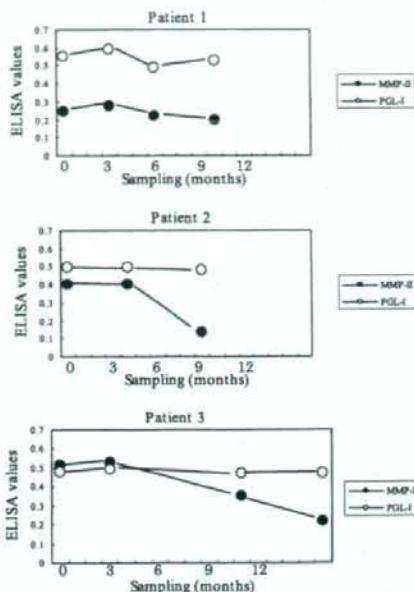 Patient 1
ELISA values
0.7
0.6
0.5
0.4
0.3
0.2
0.1
0
0 3 6 9 12
Sampling (months)
MMP-II
PGL-I
Patient 2
ELISA values
0.7
0.6
0.5
0.4
0.3
0.2
0.1
0
0 3 6 9 12
Sampling (months)
MMP-II
PGL-I
Patient 3
ELISA values
0.7
0.6
0.5
0.4
0.3
0.2
0.1
0
0 3 6 9 12
Sampling (months)
MMP-I
PGL-I